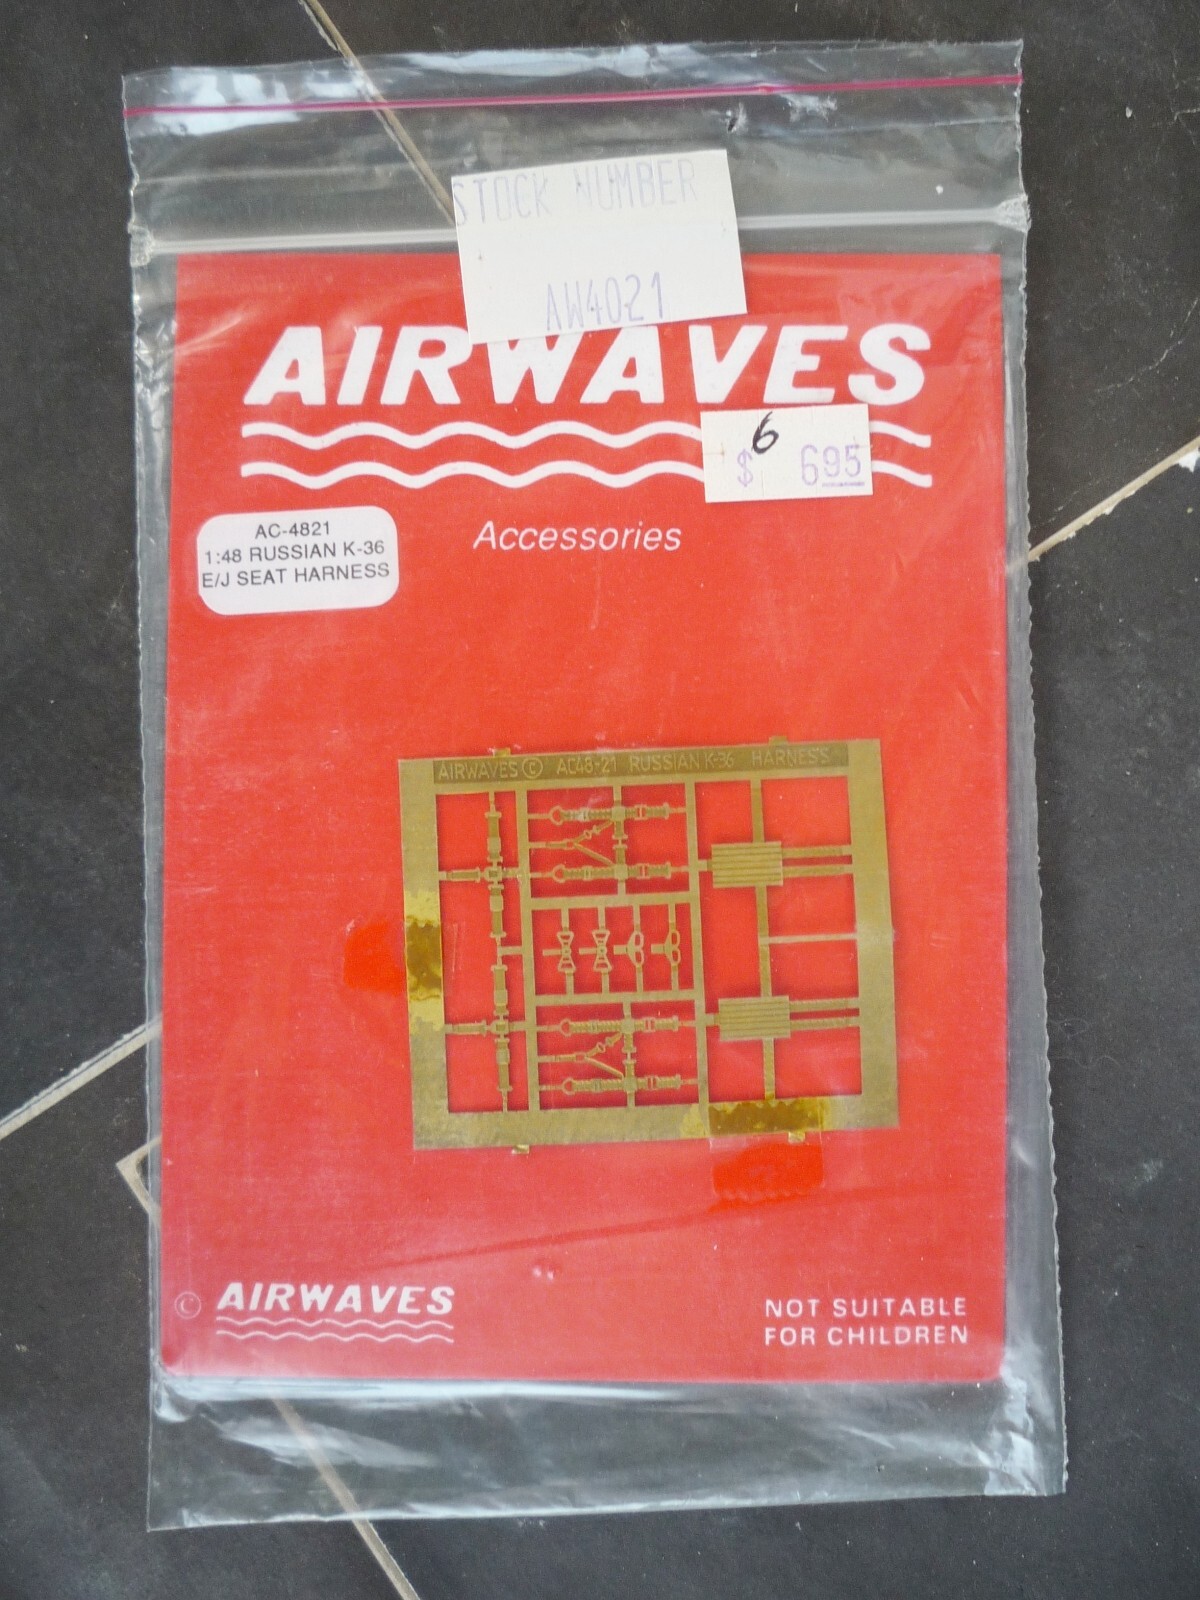 STOCK NUMBER
AW4021
AIRWAVES
6
$ 695
Accessories
AC-4821
1:48 RUSSIAN K-36
E/J SEAT HARNESS
AIRWAVES © AC48-21 RUSSIAN K-36 HARNESS
© AIRWAVES
NOT SUITABLE
FOR CHILDREN